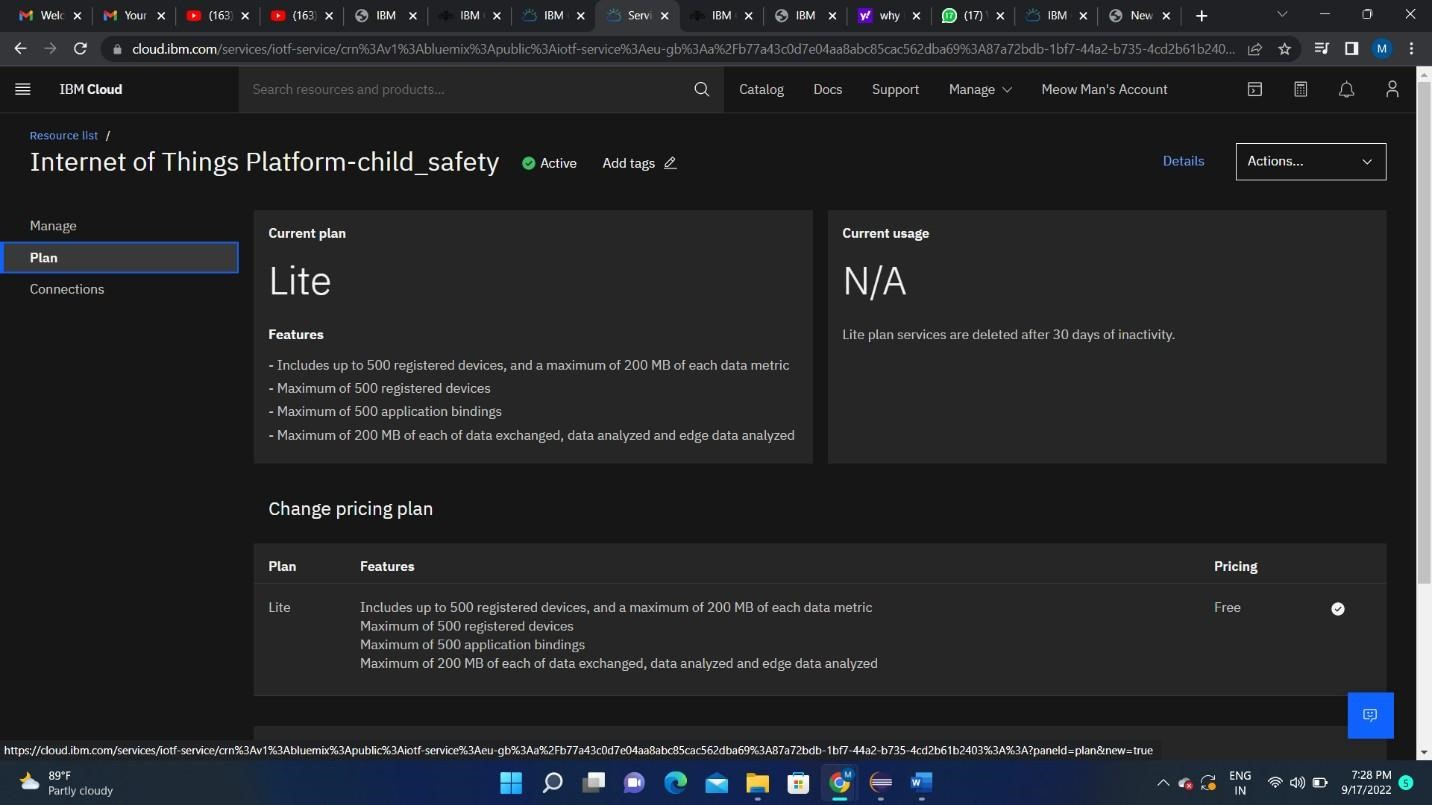 Welc
Your
(163)
(163)
IBM
IBM
IBM
Servi
IBM
IBM
why
(17)
IBM
New
cloud.ibm.com/services/iotf-service/crn%3Av1%3Abluemix%3Apublic%3Aiotf-service%3Aeu-gb%3Aa%2Fb77a43c0d7e04aa8abc85cac562dba69%3A87a72bdb-1bf7-44a2-b735-4cd2b61b240...
M
IBM Cloud
Search resources and products...
Catalog
Docs
Support
Manage
Meow Man's Account
Resource list /
Internet of Things Platform-child_safety
Active
Add tags
Details
Actions...
Manage
Plan
Connections
Current plan
Lite
Features
- Includes up to 500 registered devices, and a maximum of 200 MB of each data metric
- Maximum of 500 registered devices
- Maximum of 500 application bindings
- Maximum of 200 MB of each of data exchanged, data analyzed and edge data analyzed
Current usage
N/A
Lite plan services are deleted after 30 days of inactivity.
Change pricing plan
Plan
Features
Pricing
Lite
Includes up to 500 registered devices, and a maximum of 200 MB of each data metric
Maximum of 500 registered devices
Maximum of 500 application bindings
Maximum of 200 MB of each of data exchanged, data analyzed and edge data analyzed
Free
https://cloud.ibm.com/services/iotf-service/crn%3Av1%3Abluemix%3Apublic%3Aiotf-service%3Aeu-gb%3Aa%2Fb77a43c0d7e04aa8abc85cac562dba69%3A87a72bdb-1bf7-44a2-b735-4cd2b61b2403%3A%3A?paneId=plan&new=true
89°F
Partly cloudy
ENG
IN
7:28 PM
9/17/2022